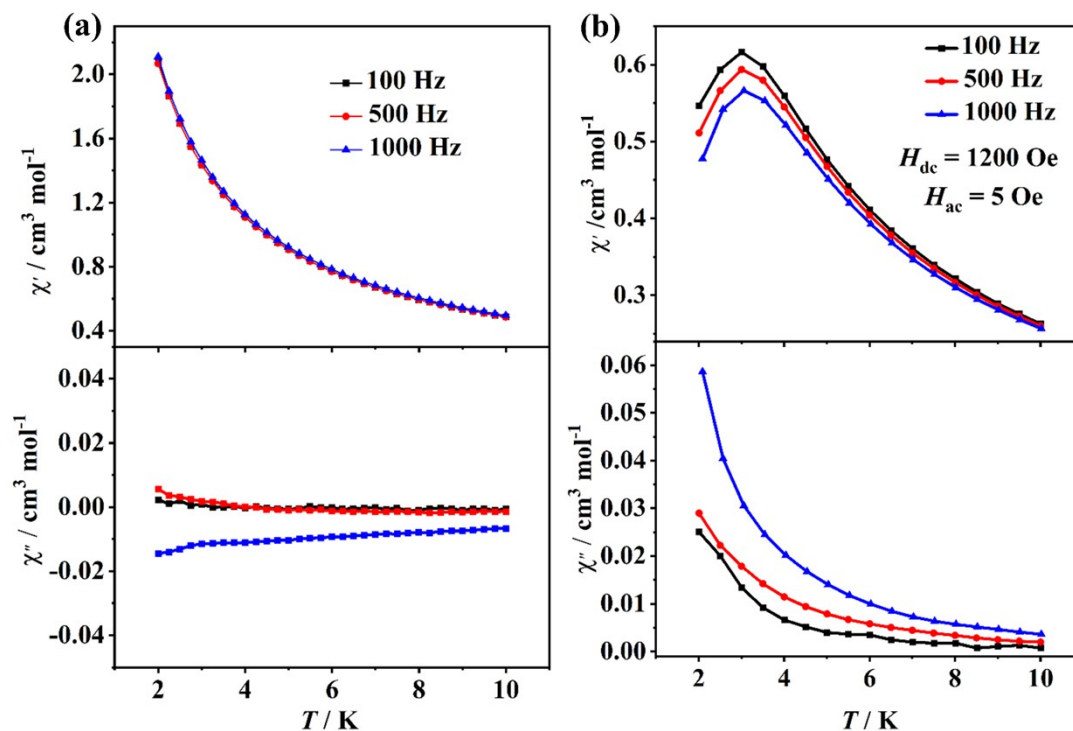 (a)
2.0
1.6
1.2
0.8
0.4
χ′ / cm³ mol⁻¹
100 Hz
500 Hz
1000 Hz
0.04
0.02
0.00
-0.02
-0.04
χ″ / cm³ mol⁻¹
2 4 6 8 10
T / K
(b)
0.6
0.5
0.4
0.3
χ′ /cm³ mol⁻¹
100 Hz
500 Hz
1000 Hz
H_dc = 1200 Oe
H_ac = 5 Oe
0.06
0.05
0.04
0.03
0.02
0.01
0.00
χ″ / cm³ mol⁻¹
2 4 6 8 10
T / K